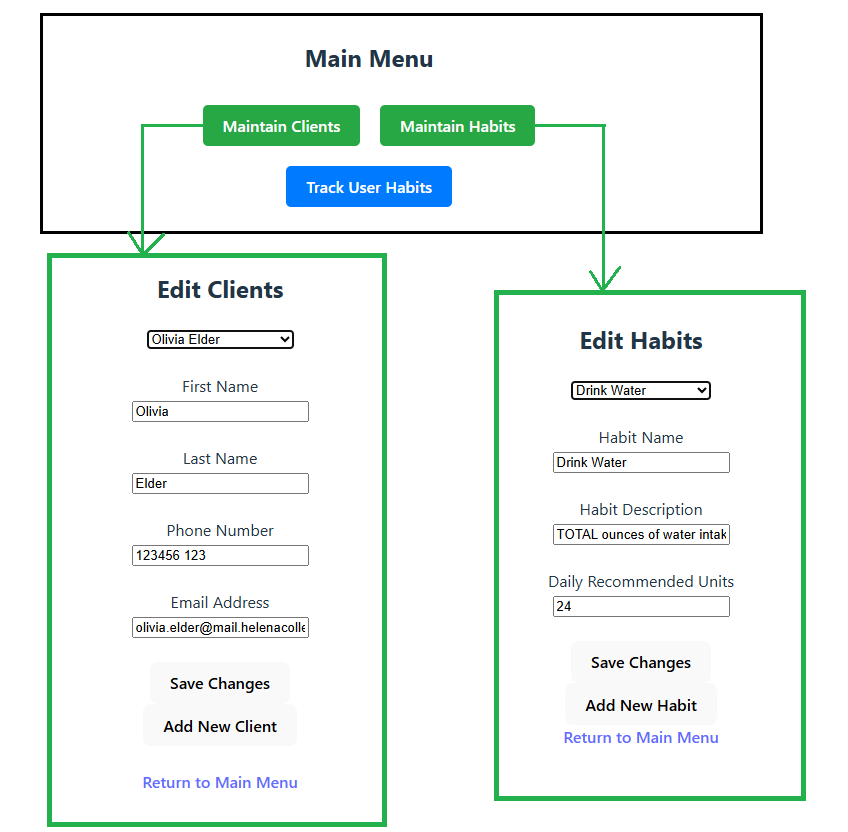 Main Menu
Maintain Clients
Maintain Habits
Track User Habits
Edit Clients
Olivia Elder
First Name
Olivia
Last Name
Elder
Phone Number
123456 123
Email Address
olivia.elder@mail.helenacolle
Save Changes
Add New Client
Return to Main Menu
Edit Habits
Drink Water
Habit Name
Drink Water
Habit Description
TOTAL ounces of water intak
Daily Recommended Units
24
Save Changes
Add New Habit
Return to Main Menu